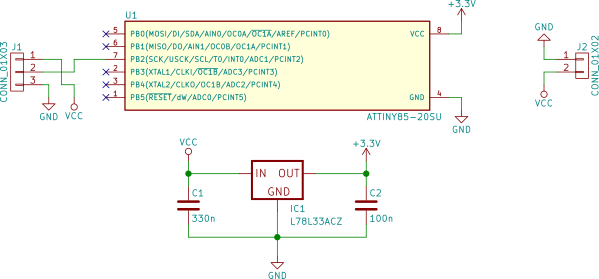 U1
+3.3V
5 PB0(MOSI/DI/SDA/AIN0/OC0A/OC1A/AREF/PCINT0)
6 PB1(MISO/DO/AIN1/OC0B/OC1A/PCINT1)
7 PB2(SCK/USCK/SCL/T0/INT0/ADC1/PCINT2)
2 PB3(XTAL1/CLKI/OC1B/ADC3/PCINT3)
3 PB4(XTAL2/CLKO/OC1B/ADC2/PCINT4)
1 PB5(RESET/dW/ADC0/PCINT5)
VCC 8
GND 4
ATTINY85-20SU
GND
J1
CONN_01X03
1
2
3
GND
VCC
GND
J2
CONN_01X02
1
2
VCC
VCC
+3.3V
IN OUT
GND
IC1
L78L33ACZ
C1
330n
C2
100n
GND